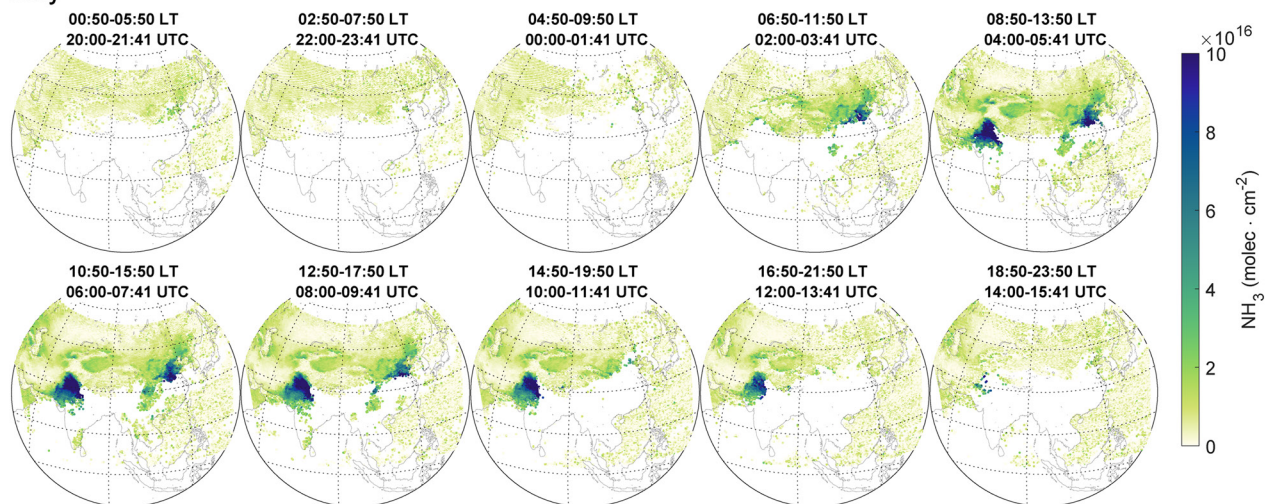 00:50-05:50 LT
20:00-21:41 UTC
02:50-07:50 LT
22:00-23:41 UTC
04:50-09:50 LT
00:00-01:41 UTC
06:50-11:50 LT
02:00-03:41 UTC
08:50-13:50 LT
04:00-05:41 UTC
×10^16
10
8
6
4
2
0
NH₃ (molec · cm⁻²)
10:50-15:50 LT
06:00-07:41 UTC
12:50-17:50 LT
08:00-09:41 UTC
14:50-19:50 LT
10:00-11:41 UTC
16:50-21:50 LT
12:00-13:41 UTC
18:50-23:50 LT
14:00-15:41 UTC